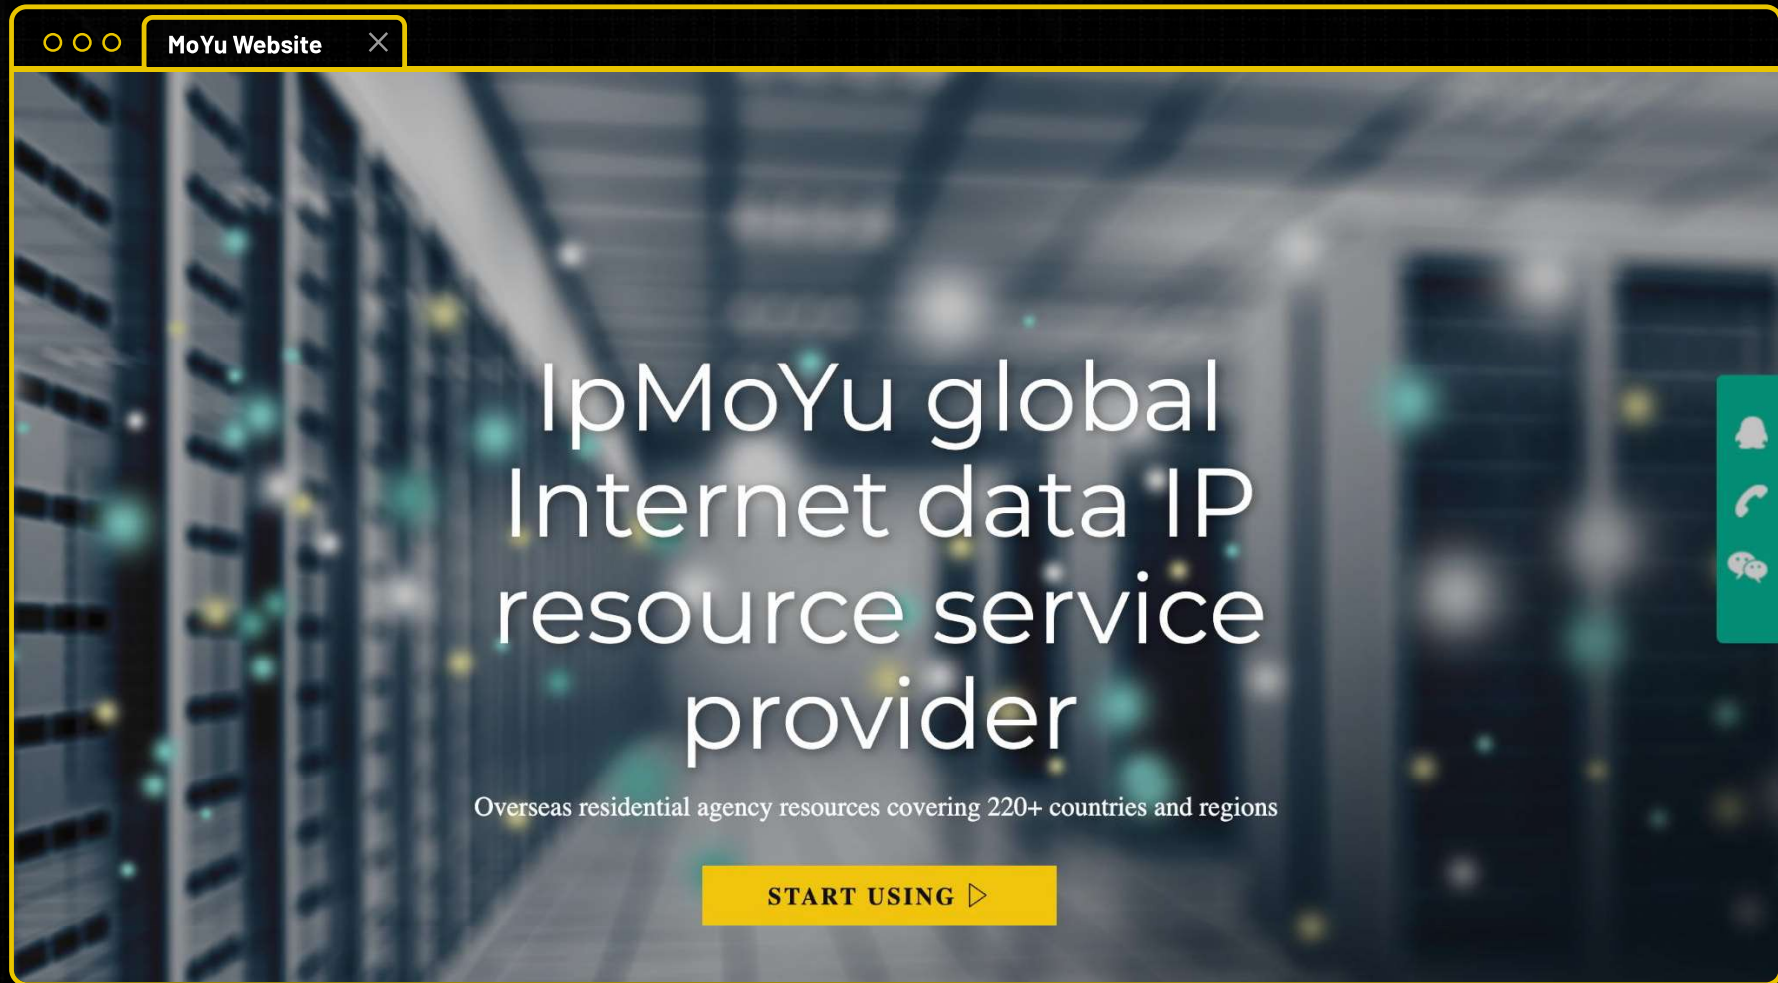 MoYu Website
IpMoYu global
Internet data IP
resource service
provider
Overseas residential agency resources covering 220+ countries and regions
START USING